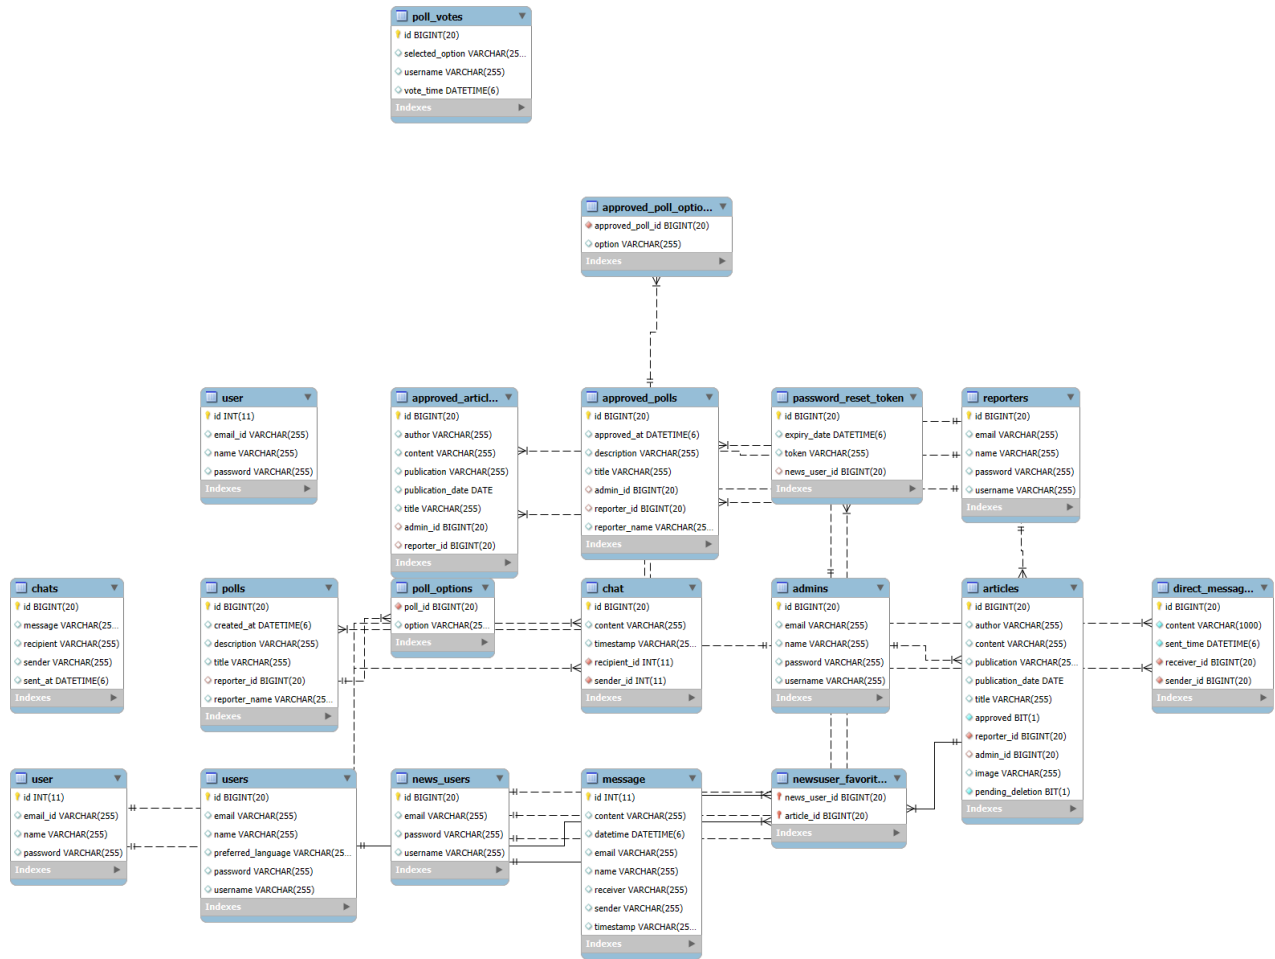 poll_votes
id BIGINT(20)
selected_option VARCHAR(25...
username VARCHAR(255)
vote_time DATETIME(6)
Indexes
approved_poll_optio...
approved_poll_id BIGINT(20)
option VARCHAR(255)
Indexes
user
id INT(11)
email_id VARCHAR(255)
name VARCHAR(255)
password VARCHAR(255)
Indexes
approved_articl...
id BIGINT(20)
author VARCHAR(255)
content VARCHAR(255)
publication VARCHAR(255)
publication_date DATE
title VARCHAR(255)
admin_id BIGINT(20)
reporter_id BIGINT(20)
Indexes
approved_polls
id BIGINT(20)
approved_at DATETIME(6)
description VARCHAR(255)
title VARCHAR(255)
admin_id BIGINT(20)
reporter_id BIGINT(20)
reporter_name VARCHAR(25...
Indexes
password_reset_token
id BIGINT(20)
expiry_date DATETIME(6)
token VARCHAR(255)
news_user_id BIGINT(20)
Indexes
reporters
id BIGINT(20)
email VARCHAR(255)
name VARCHAR(255)
password VARCHAR(255)
username VARCHAR(255)
Indexes
chats
id BIGINT(20)
message VARCHAR(25...
recipient VARCHAR(255)
sender VARCHAR(255)
sent_at DATETIME(6)
Indexes
polls
id BIGINT(20)
created_at DATETIME(6)
description VARCHAR(255)
title VARCHAR(255)
reporter_id BIGINT(20)
reporter_name VARCHAR(25...
Indexes
poll_options
poll_id BIGINT(20)
option VARCHAR(25...
Indexes
chat
id BIGINT(20)
content VARCHAR(255)
timestamp VARCHAR(25...
recipient_id INT(11)
sender_id INT(11)
Indexes
admins
id BIGINT(20)
email VARCHAR(255)
name VARCHAR(255)
password VARCHAR(255)
username VARCHAR(255)
Indexes
articles
id BIGINT(20)
author VARCHAR(255)
content VARCHAR(255)
publication VARCHAR(25...
publication_date DATE
title VARCHAR(255)
approved BIT(1)
reporter_id BIGINT(20)
admin_id BIGINT(20)
image VARCHAR(255)
pending_deletion BIT(1)
Indexes
direct_messag...
id BIGINT(20)
content VARCHAR(1000)
sent_time DATETIME(6)
receiver_id BIGINT(20)
sender_id BIGINT(20)
Indexes
user
id INT(11)
email_id VARCHAR(255)
name VARCHAR(255)
password VARCHAR(255)
Indexes
users
id BIGINT(20)
email VARCHAR(255)
name VARCHAR(255)
preferred_language VARCHAR(25...
password VARCHAR(255)
username VARCHAR(255)
Indexes
news_users
id BIGINT(20)
email VARCHAR(255)
password VARCHAR(255)
username VARCHAR(255)
Indexes
message
id INT(11)
content VARCHAR(255)
datetime DATETIME(6)
email VARCHAR(255)
name VARCHAR(255)
receiver VARCHAR(255)
sender VARCHAR(255)
timestamp VARCHAR(25...
Indexes
newsuser_favorit...
news_user_id BIGINT(20)
article_id BIGINT(20)
Indexes